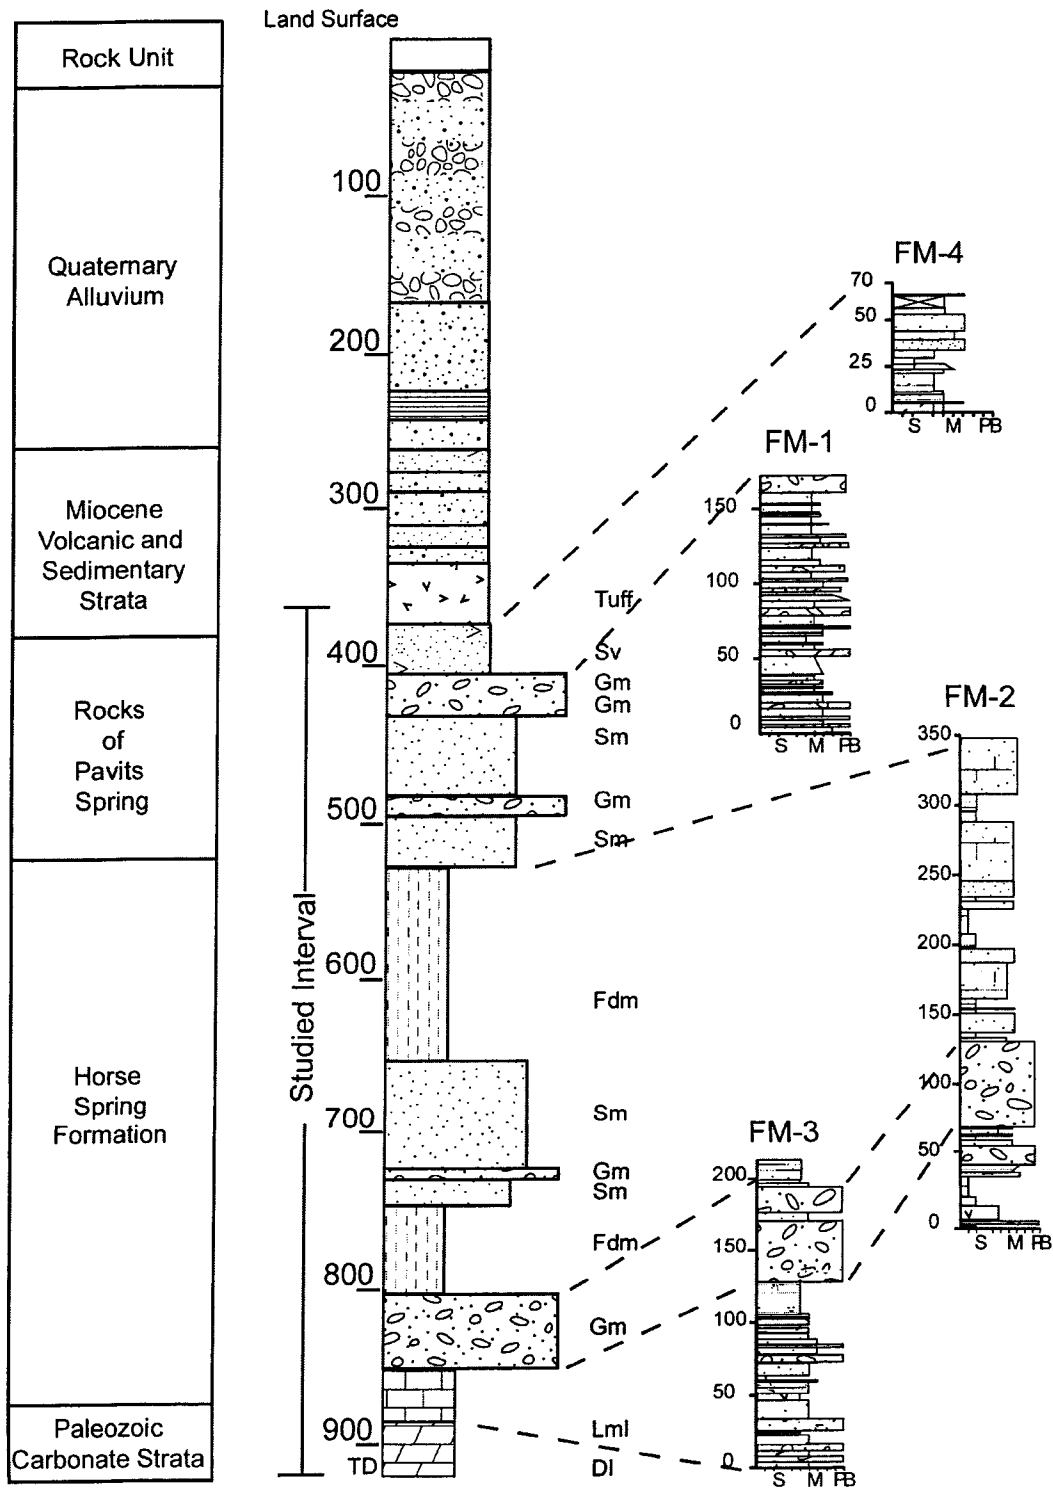 Land Surface
Rock Unit
Quaternary
Alluvium
Miocene
Volcanic and
Sedimentary
Strata
Rocks
of
Pavits
Spring
Horse
Spring
Formation
Paleozoic
Carbonate Strata
Studied Interval
100
200
300
400
500
600
700
800
900
TD
Tuff
Sv
Gm
Gm
Sm
Gm
Sm
Fdm
Sm
Gm
Sm
Fdm
Gm
Lml
Dl
FM-4
70
50
25
0
S M PB
FM-1
150
100
50
0
S M PB
FM-2
350
300
250
200
150
100
50
0
S M PB
FM-3
200
150
100
50
0
S M PB